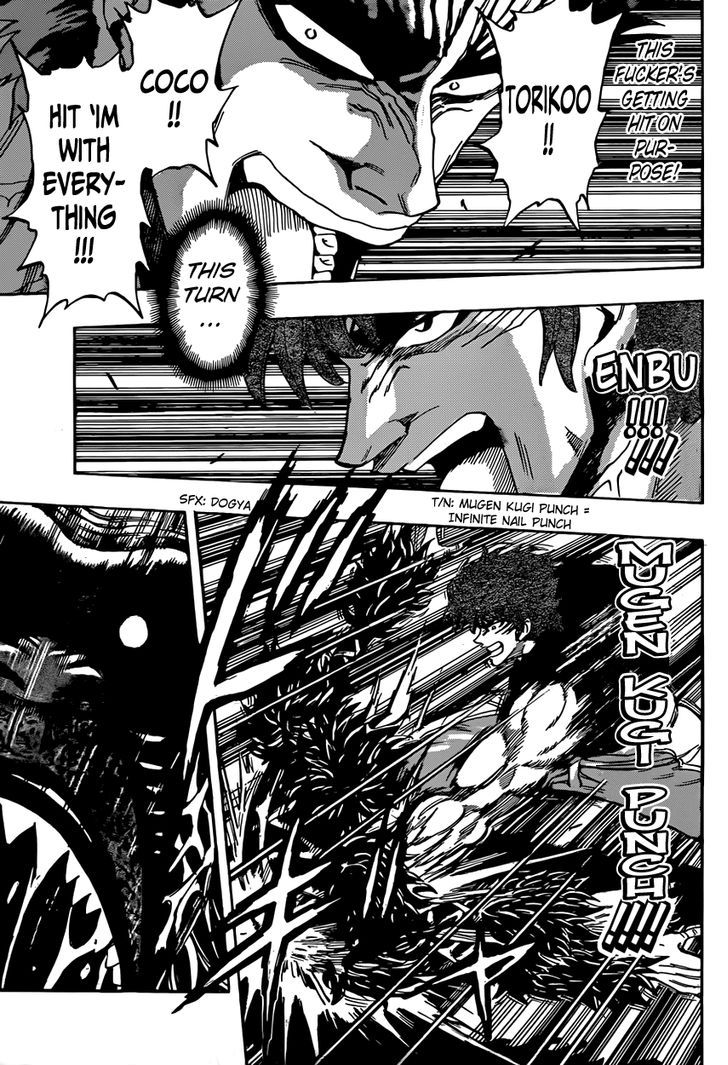 THIS
FUCKER'S
GETTING
HIT ON
PUR-
POSE!
TORIKOO
!!
COCO
!!
HIT 'IM
WITH
EVERY-
THING
!!!
THIS
TURN
...
ENBU
!!!
!!!
SFX: DOGYA
T/N: MUGEN KUGI PUNCH =
INFINITE NAIL PUNCH
MUGEN KUGI PUNCH!!!!